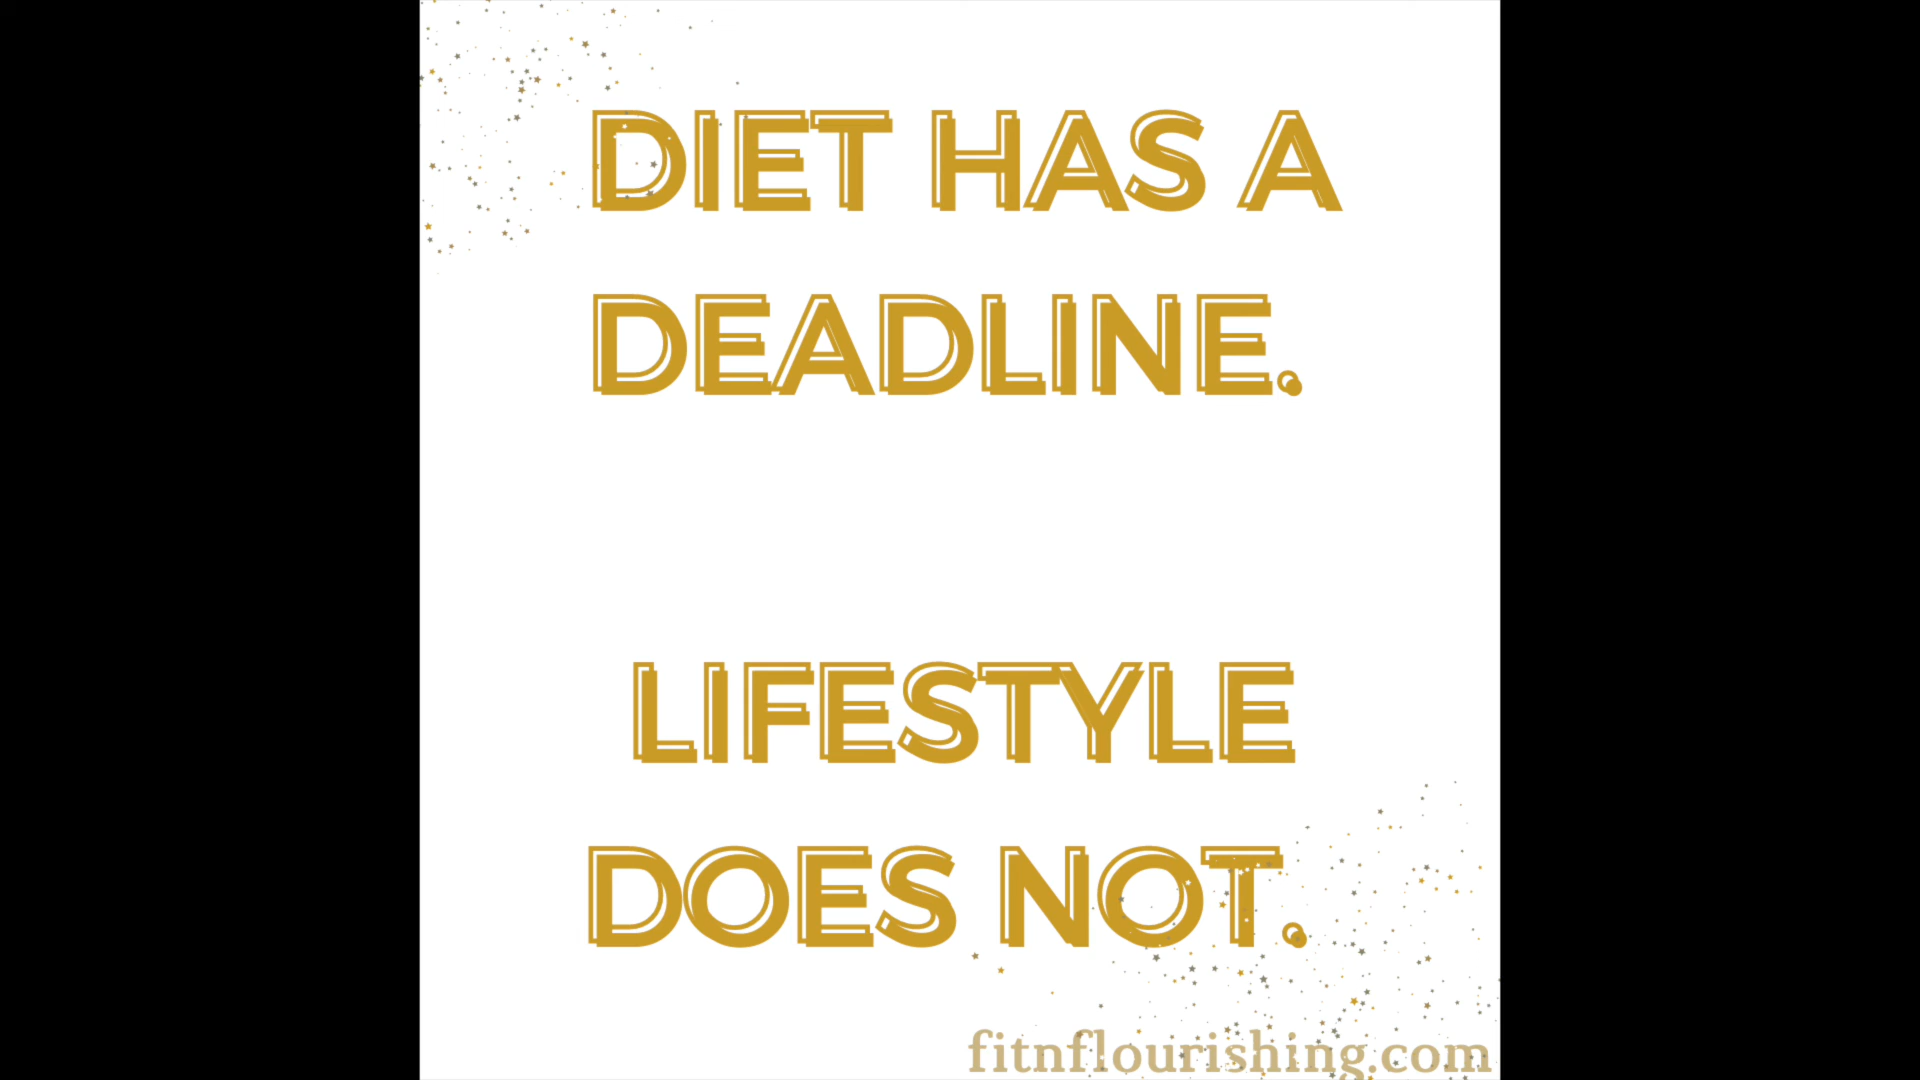 DIET HAS A
DEADLINE.
LIFESTYLE
DOES NOT.
fitnflourishing.com